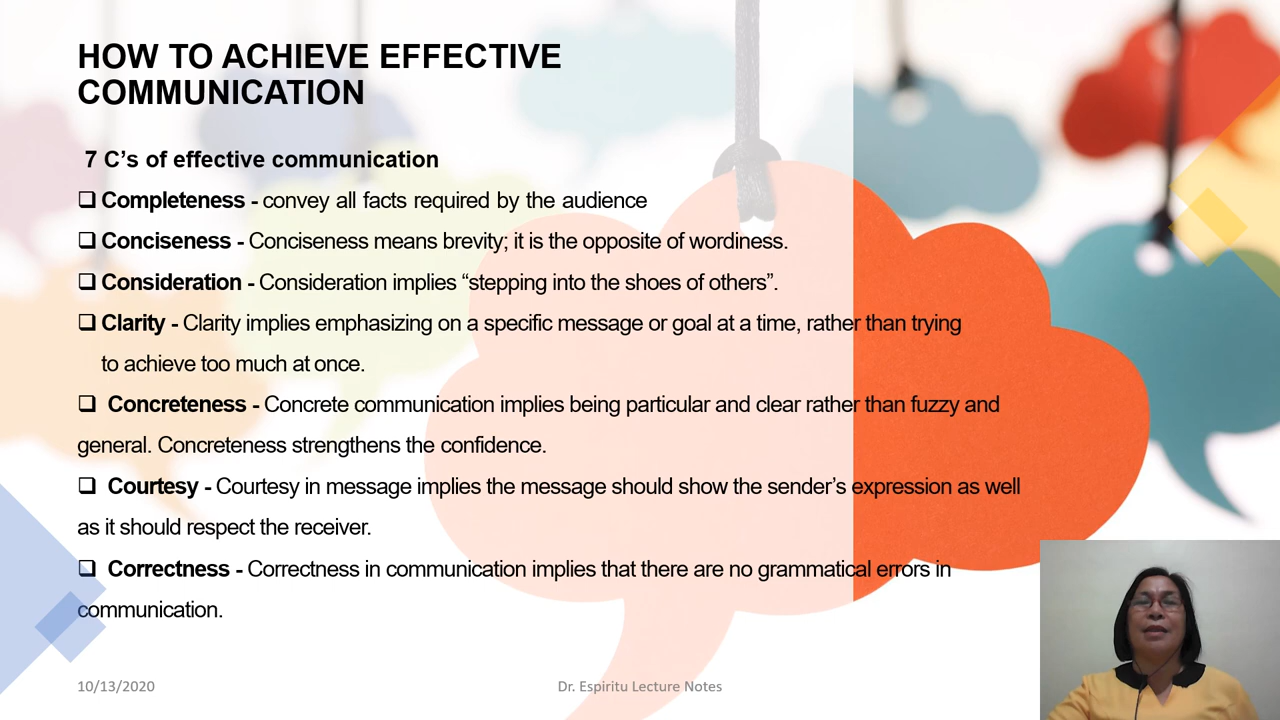 HOW TO ACHIEVE EFFECTIVE
COMMUNICATION
7 C’s of effective communication
❑ Completeness - convey all facts required by the audience
❑ Conciseness - Conciseness means brevity; it is the opposite of wordiness.
❑ Consideration - Consideration implies “stepping into the shoes of others”.
❑ Clarity - Clarity implies emphasizing on a specific message or goal at a time, rather than trying
to achieve too much at once.
❑ Concreteness - Concrete communication implies being particular and clear rather than fuzzy and
general. Concreteness strengthens the confidence.
❑ Courtesy - Courtesy in message implies the message should show the sender’s expression as well
as it should respect the receiver.
❑ Correctness - Correctness in communication implies that there are no grammatical errors in
communication.
10/13/2020
Dr. Espiritu Lecture Notes